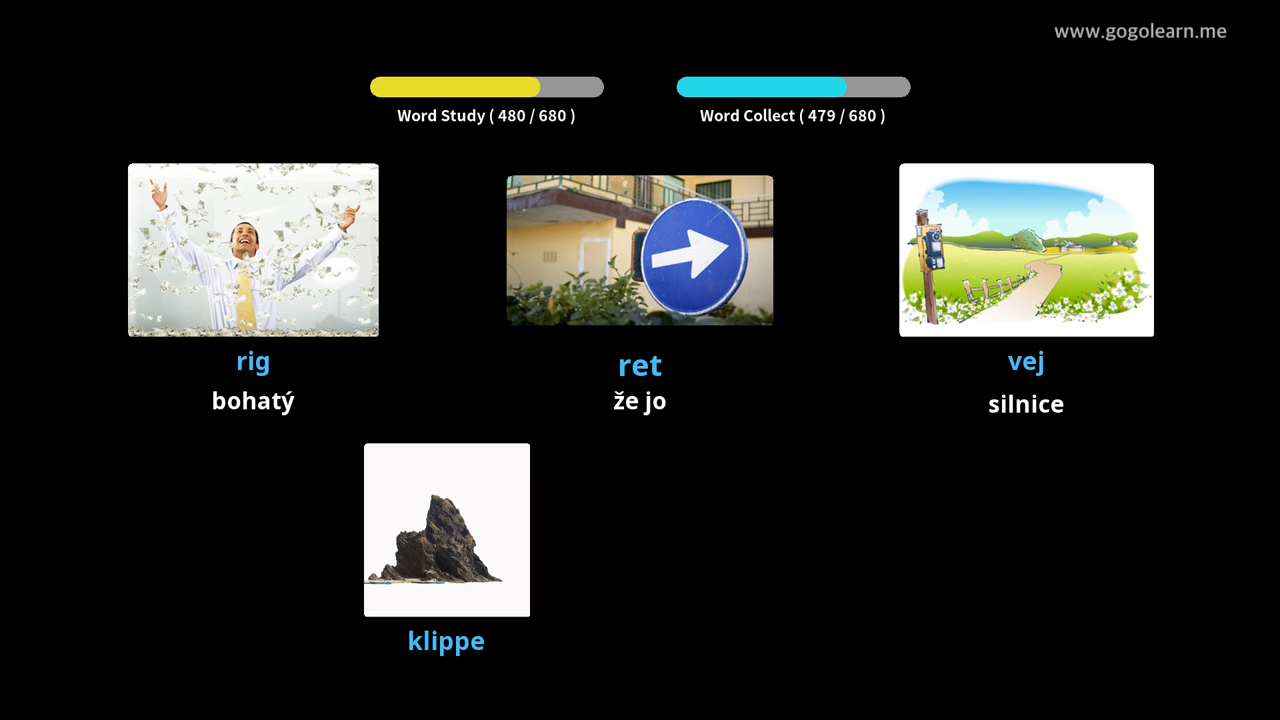 www.gogolearn.me
Word Study ( 480 / 680 )
Word Collect ( 479 / 680 )
rig
ret
vej
bohatý
že jo
silnice
klippe